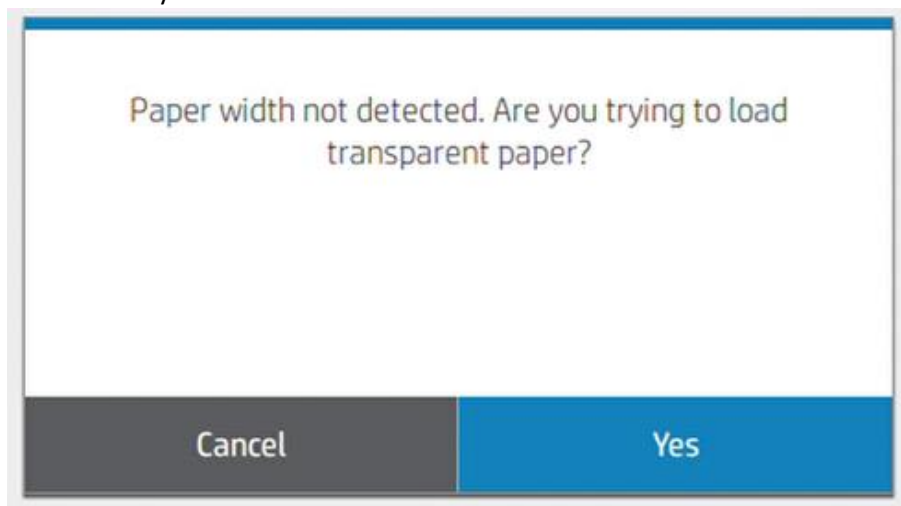 Paper width not detected. Are you trying to load
transparent paper?
Cancel
Yes